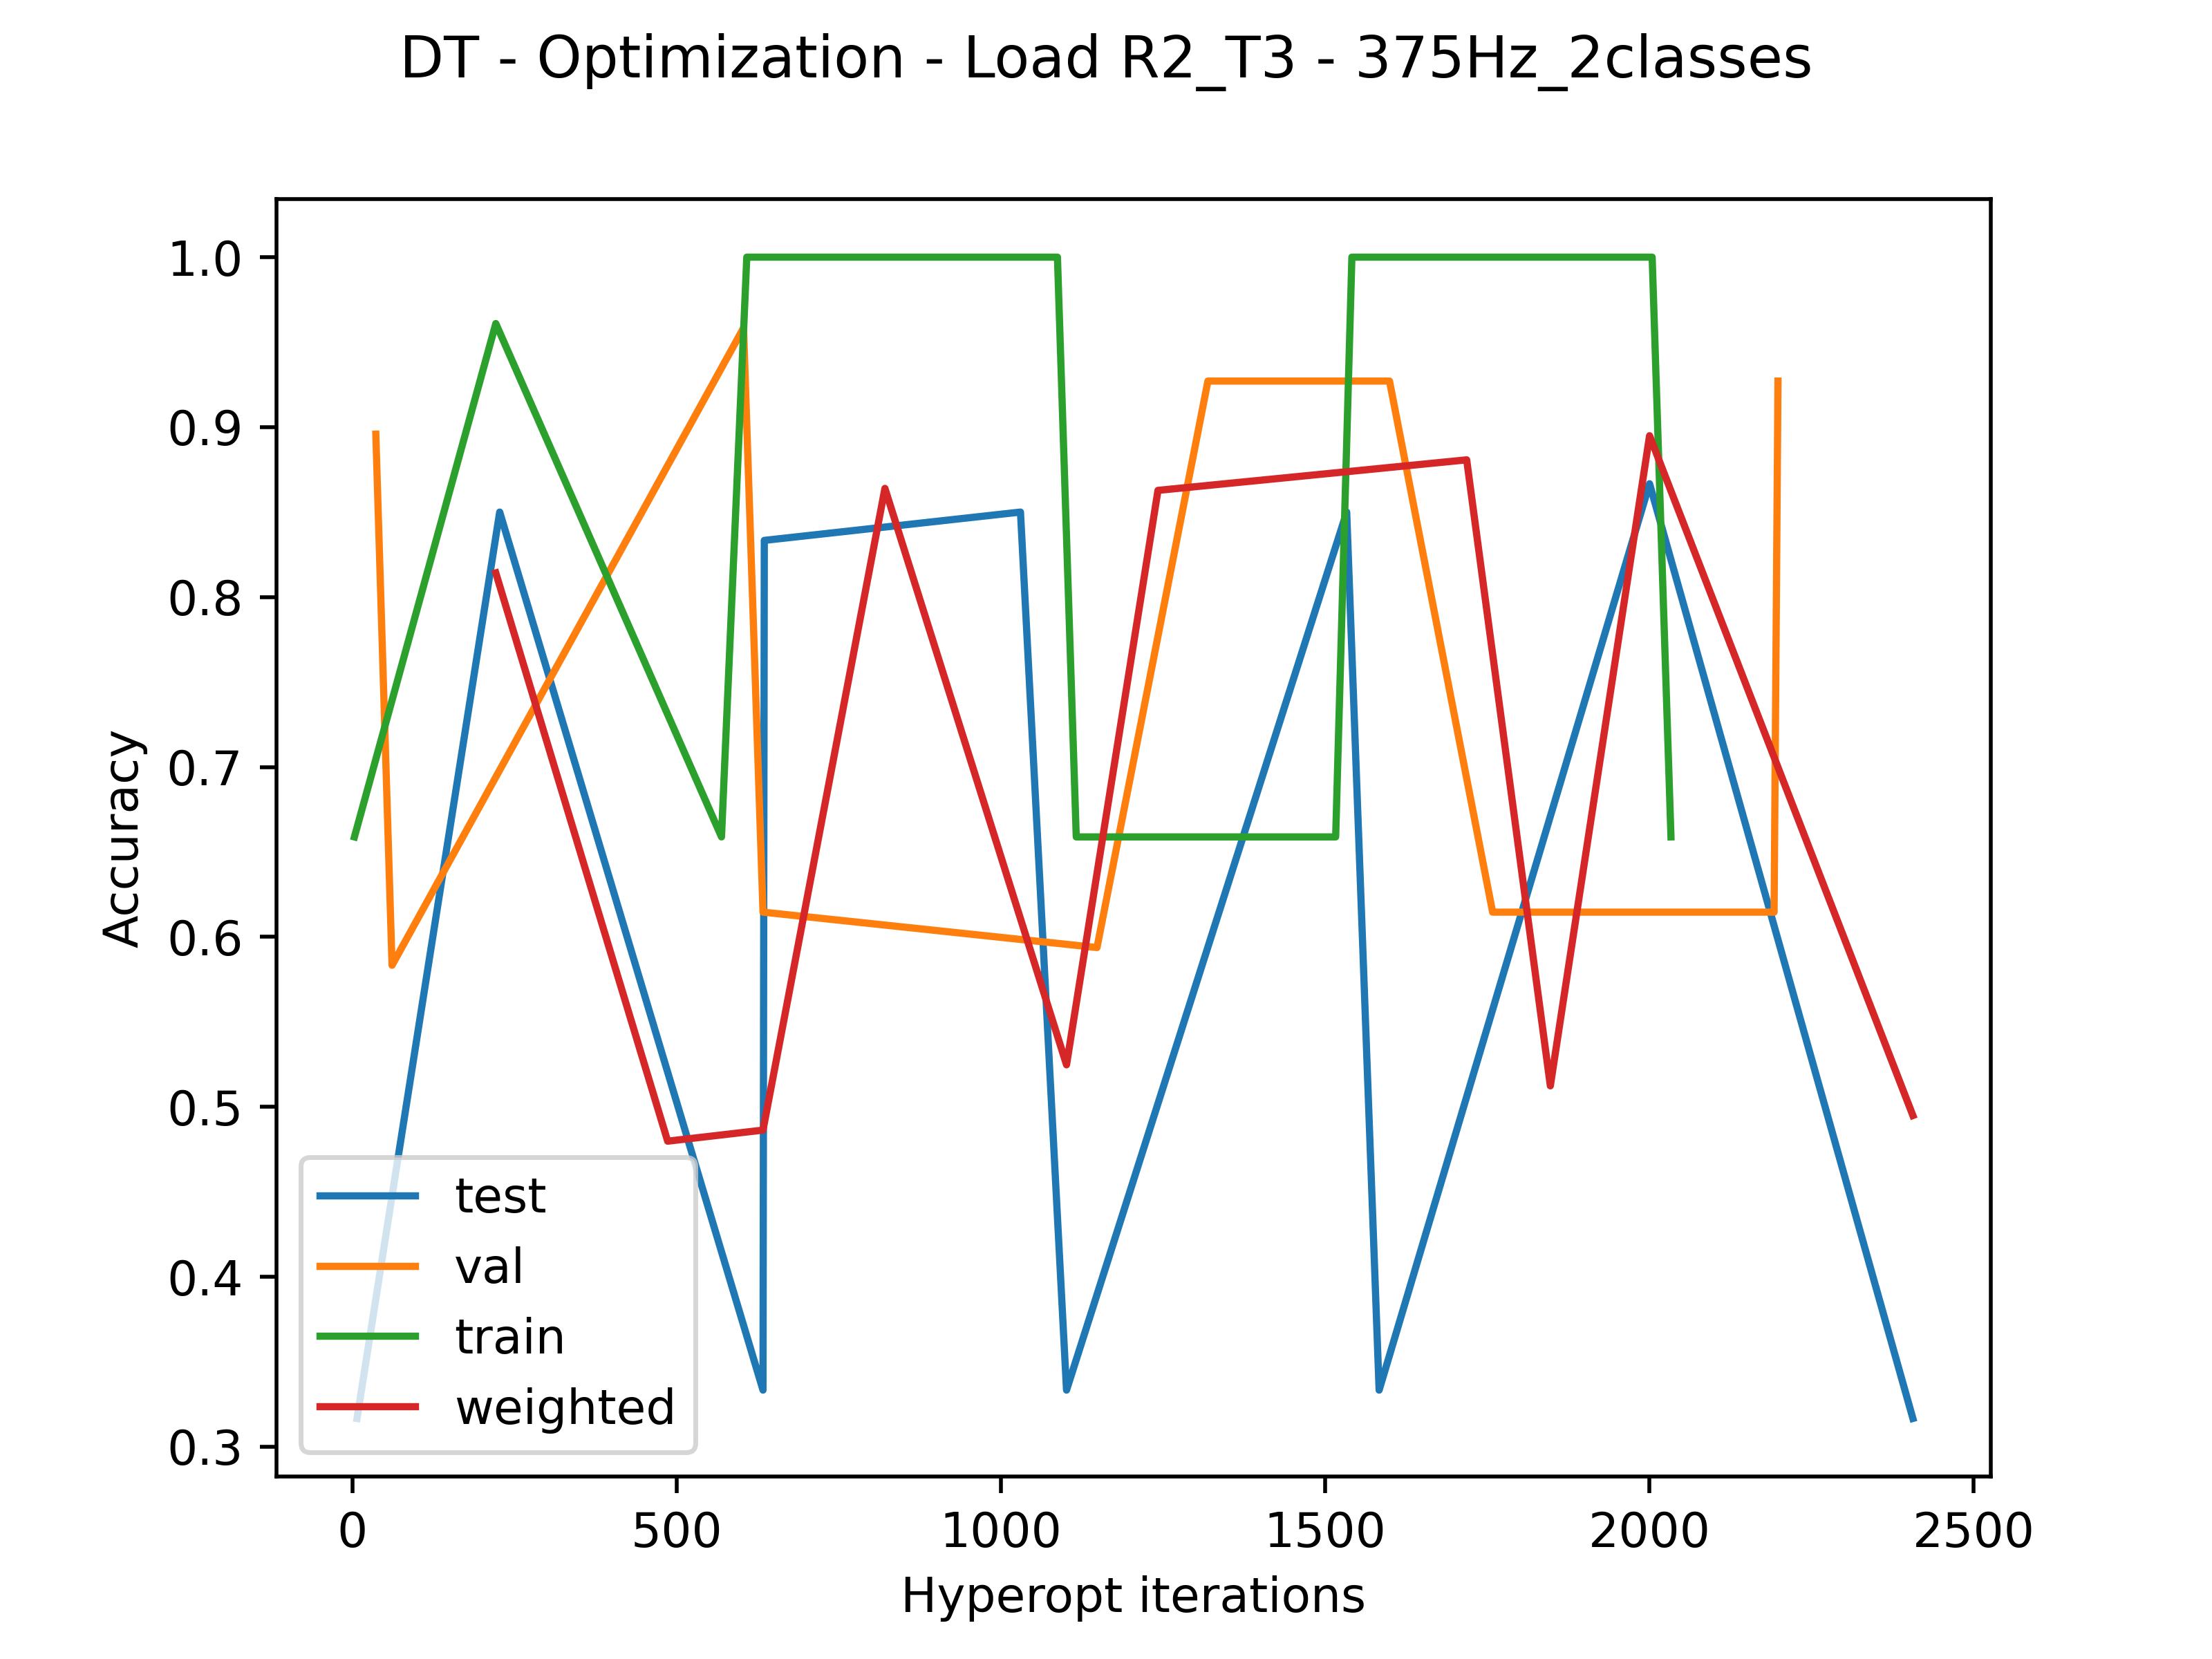 DT - Optimization - Load R2_T3 - 375Hz_2classes
1.0
0.9
0.8
0.7
0.6
0.5
0.4
0.3
Accuracy
test
val
train
weighted
0 500 1000 1500 2000 2500
Hyperopt iterations